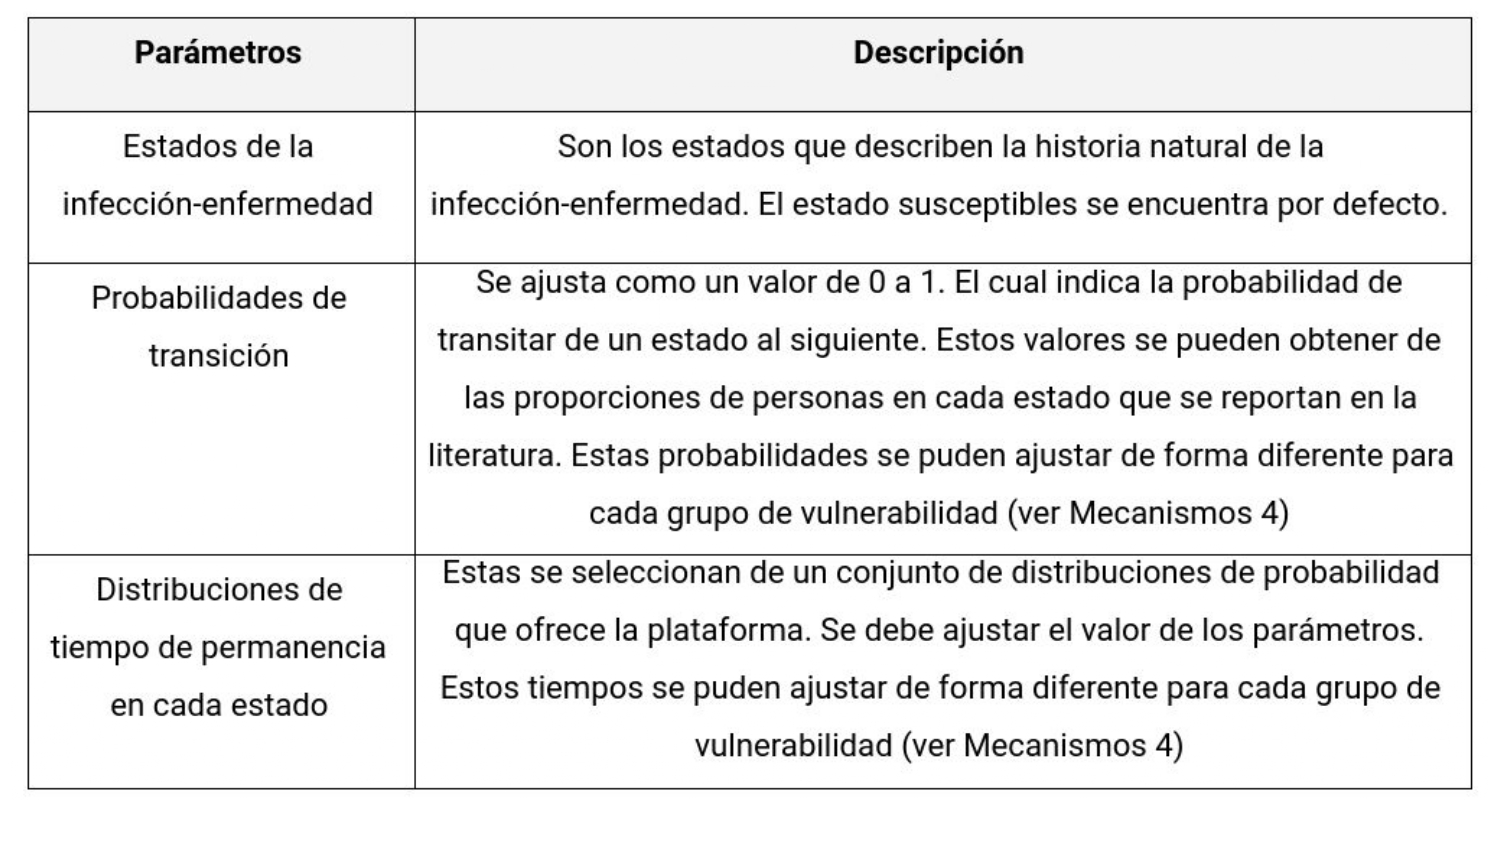 Parámetros
Descripción
Estados de la
infección-enfermedad
Son los estados que describen la historia natural de la
infección-enfermedad. El estado susceptibles se encuentra por defecto.
Probabilidades de
transición
Se ajusta como un valor de 0 a 1. El cual indica la probabilidad de
transitar de un estado al siguiente. Estos valores se pueden obtener de
las proporciones de personas en cada estado que se reportan en la
literatura. Estas probabilidades se puden ajustar de forma diferente para
cada grupo de vulnerabilidad (ver Mecanismos 4)
Distribuciones de
tiempo de permanencia
en cada estado
Estas se seleccionan de un conjunto de distribuciones de probabilidad
que ofrece la plataforma. Se debe ajustar el valor de los parámetros.
Estos tiempos se puden ajustar de forma diferente para cada grupo de
vulnerabilidad (ver Mecanismos 4)